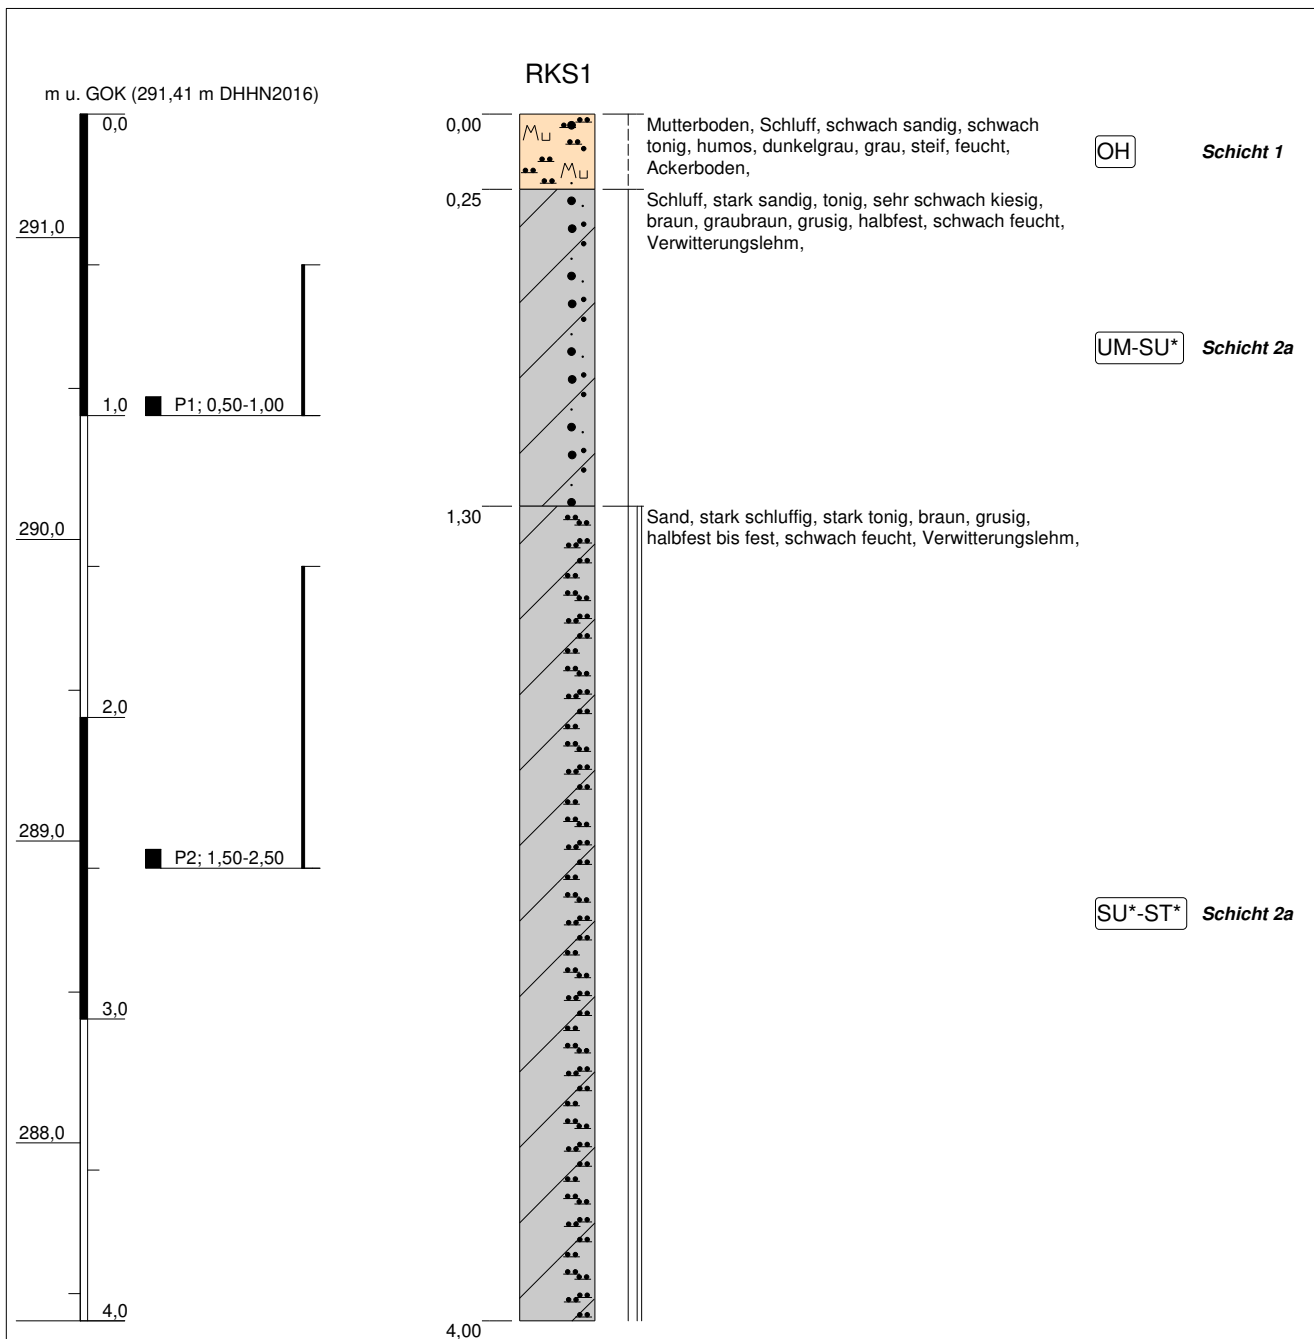 RKS1
m u. GOK (291,41 m DHHN2016)
0,0
0,00
Mu
Mu
Mutterboden, Schluff, schwach sandig, schwach
tonig, humos, dunkelgrau, grau, steif, feucht,
Ackerboden,
OH
Schicht 1
0,25
Schluff, stark sandig, tonig, sehr schwach kiesig,
braun, graubraun, grusig, halbfest, schwach feucht,
Verwitterungslehm,
291,0
UM-SU*
Schicht 2a
1,0
P1; 0,50-1,00
1,30
Sand, stark schluffig, stark tonig, braun, grusig,
halbfest bis fest, schwach feucht, Verwitterungslehm,
290,0
2,0
289,0
P2; 1,50-2,50
SU*-ST*
Schicht 2a
3,0
288,0
4,0
4,00